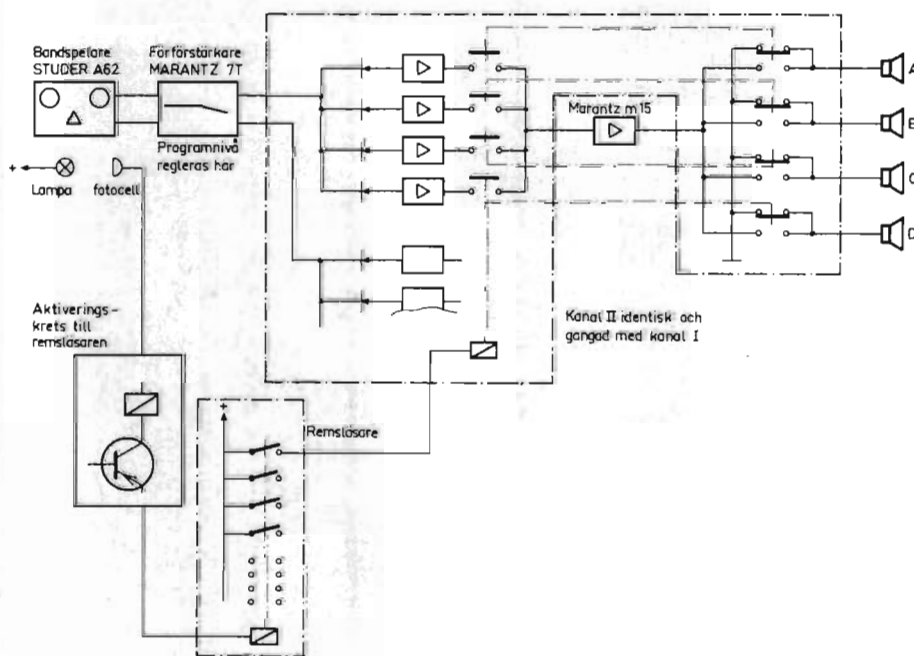 Bandspelare
STUDER A62
Förförstärkare
MARANTZ 7T
Programnivå
regleras här
+
Lampa
fotocell
Marantz m15
A
B
C
D
Aktiverings-
krets till
remsläsaren
Kanal II identisk och
gangad med kanal I
+
Remsläsare